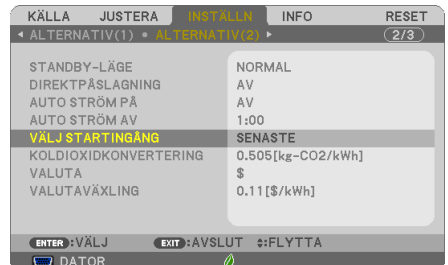 KÄLLA JUSTERA INSTÄLLN INFO RESET
ALTERNATIV(1) • ALTERNATIV(2) 2/3
STANDBY-LÄGE NORMAL
DIREKTPÅSLAGNING AV
AUTO STRÖM PÅ AV
AUTO STRÖM AV 1:00
VÄLJ STARTINGÅNG SENASTE
KOLDIOXIDKONVERTERING 0.505[kg-CO2/kWh]
VALUTA $
VALUTAVÄXLING 0.11[$/kWh]
ENTER :VÄLJ EXIT :AVSLUT :FLYTTA
DATOR